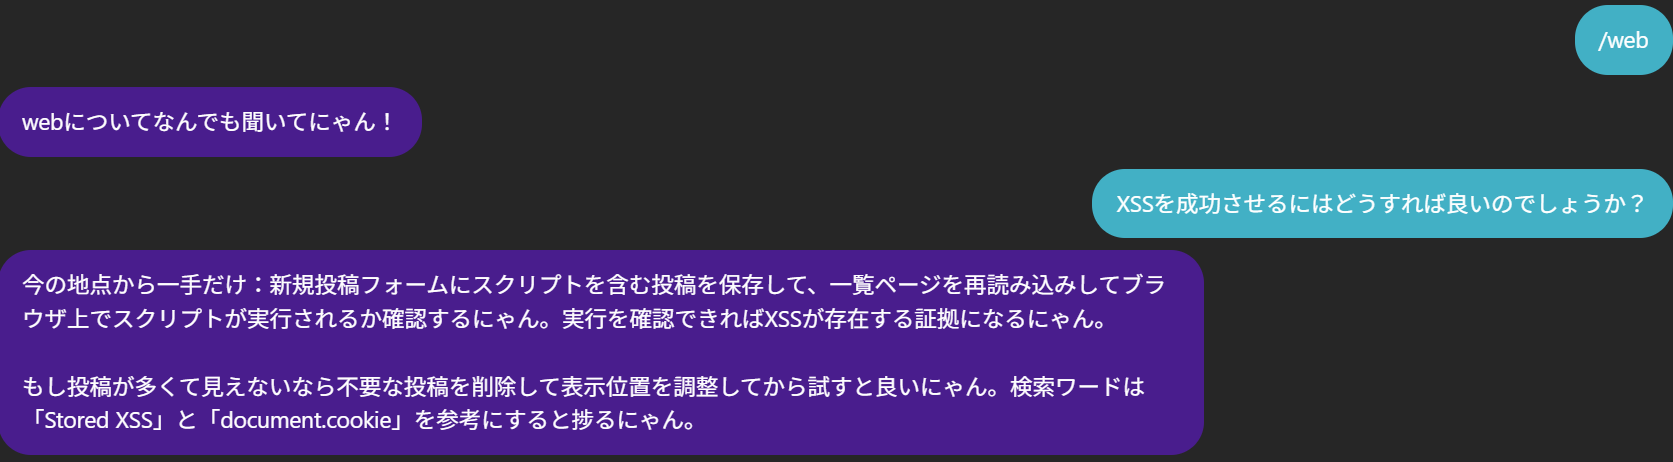 /web
webについてなんでも聞いてにゃん！
XSSを成功させるにはどうすれば良いのでしょうか？
今の地点から一手だけ：新規投稿フォームにスクリプトを含む投稿を保存して、一覧ページを再読み込みしてブラ
ウザ上でスクリプトが実行されるか確認するにゃん。実行を確認できればXSSが存在する証拠になるにゃん。
もし投稿が多くて見えないなら不要な投稿を削除して表示位置を調整してから試すと良いにゃん。検索ワードは
「Stored XSS」と「document.cookie」を参考にすると捗るにゃん。